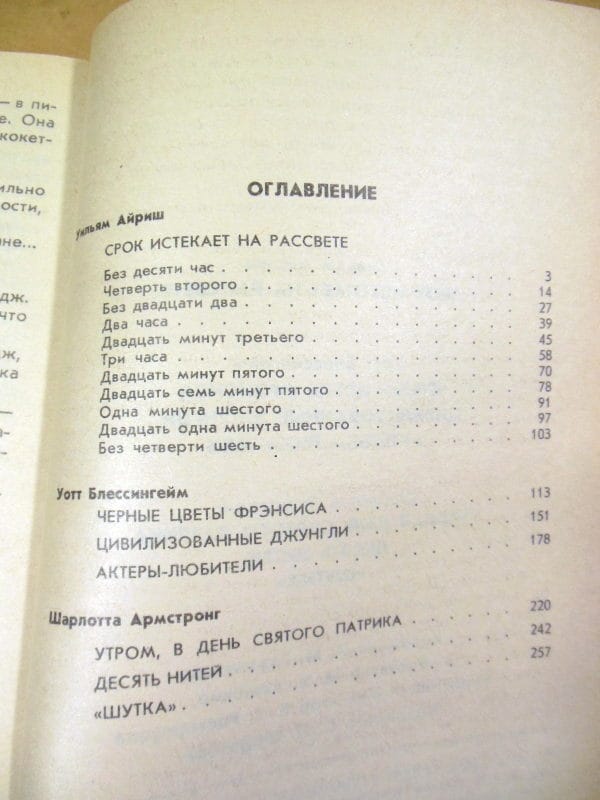 — в пи-
е. Она
кокет-
ильно
ости,
ане...
дж.
что
дж,
ка
—
а-
в-
ОГЛАВЛЕНИЕ
Уильям Айриш
СРОК ИСТЕКАЕТ НА РАССВЕТЕ
Без десяти час . . . . . . . . . . . . . . 3
Четверть второго . . . . . . . . . . . . . 14
Без двадцати два . . . . . . . . . . . . . 27
Два часа . . . . . . . . . . . . . . . . 39
Двадцать минут третьего . . . . . . . . . . 45
Три часа . . . . . . . . . . . . . . . . 58
Двадцать минут пятого . . . . . . . . . . . 70
Двадцать семь минут пятого . . . . . . . . . 78
Одна минута шестого . . . . . . . . . . . . 91
Двадцать одна минута шестого . . . . . . . . 97
Без четверти шесть . . . . . . . . . . . . 103
Уотт Блессингейм
ЧЕРНЫЕ ЦВЕТЫ ФРЭНСИСА . . . . . . . . 113
ЦИВИЛИЗОВАННЫЕ ДЖУНГЛИ . . . . . . . 151
АКТЕРЫ-ЛЮБИТЕЛИ . . . . . . . . . . . 178
Шарлотта Армстронг
УТРОМ, В ДЕНЬ СВЯТОГО ПАТРИКА . . . . . 220
ДЕСЯТЬ НИТЕЙ . . . . . . . . . . . . . 242
«ШУТКА» . . . . . . . . . . . . . . . 257